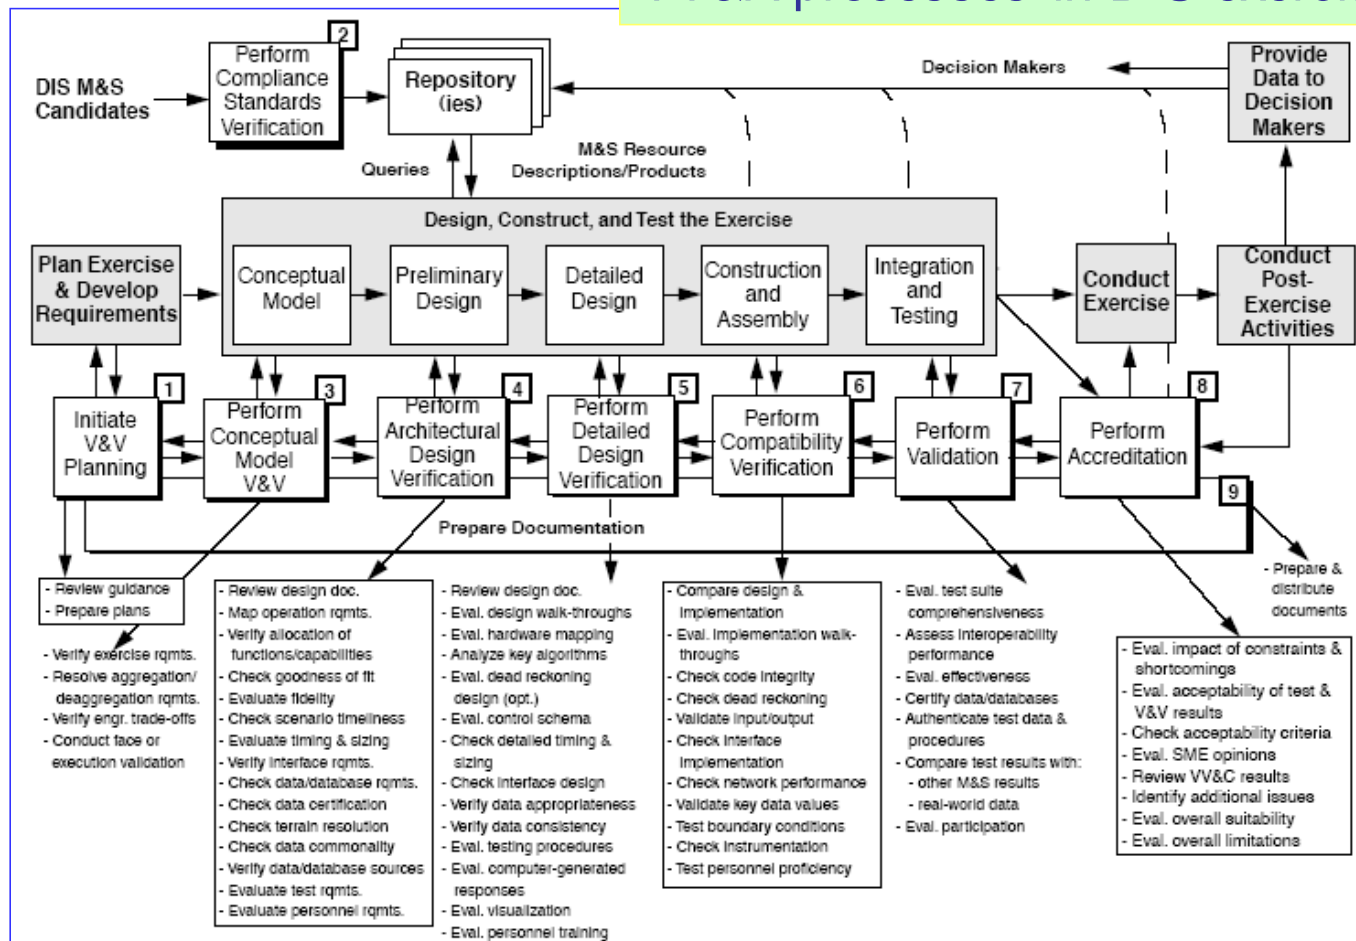 DIS M&S
Candidates
2
Perform
Compliance
Standards
Verification
Repository
(ies)
Decision Makers
Provide
Data to
Decision
Makers
Queries
M&S Resource
Descriptions/Products
Design, Construct, and Test the Exercise
Plan Exercise
& Develop
Requirements
Conceptual
Model
Preliminary
Design
Detailed
Design
Construction
and
Assembly
Integration
and
Testing
Conduct
Exercise
Conduct
Post-
Exercise
Activities
1
Initiate
V&V
Planning
3
Perform
Conceptual
Model
V&V
4
Perform
Architectural
Design
Verification
5
Perform
Detailed
Design
Verification
6
Perform
Compatibility
Verification
7
Perform
Validation
8
Perform
Accreditation
9
Prepare Documentation
- Review guidance
- Prepare plans
- Verify exercise rqmts.
- Resolve aggregation/
deaggregation rqmts.
- Verify engr. trade-offs
- Conduct face or
execution validation
- Review design doc.
- Map operation rqmts.
- Verify allocation of
functions/capabilities
- Check goodness of fit
- Evaluate fidelity
- Check scenario timeliness
- Evaluate timing & sizing
- Verify interface rqmts.
- Check data/database rqmts.
- Check data certification
- Check terrain resolution
- Check data commonality
- Verify data/database sources
- Evaluate test rqmts.
- Evaluate personnel rqmts.
- Review design doc.
- Eval. design walk-throughs
- Eval. hardware mapping
- Analyze key algorithms
- Eval. dead reckoning
design (opt.)
- Eval. control schema
- Check detailed timing &
sizing
- Check interface design
- Verify data appropriateness
- Verify data consistency
- Eval. testing procedures
- Eval. computer-generated
responses
- Eval. visualization
- Eval. personnel training
- Compare design &
implementation
- Eval. implementation walk-
throughs
- Check code integrity
- Check dead reckoning
- Validate input/output
- Check interface
implementation
- Check network performance
- Validate key data values
- Test boundary conditions
- Check instrumentation
- Test personnel proficiency
- Eval. test suite
comprehensiveness
- Assess interoperability
performance
- Eval. effectiveness
- Certify data/databases
- Authenticate test data &
procedures
- Compare test results with:
- other M&S results
- real-world data
- Eval. participation
- Eval. impact of constraints &
shortcomings
- Eval. acceptability of test &
V&V results
- Check acceptability criteria
- Eval. SME opinions
- Review VV&C results
- Identify additional issues
- Eval. overall suitability
- Eval. overall limitations
- Prepare &
distribute
documents